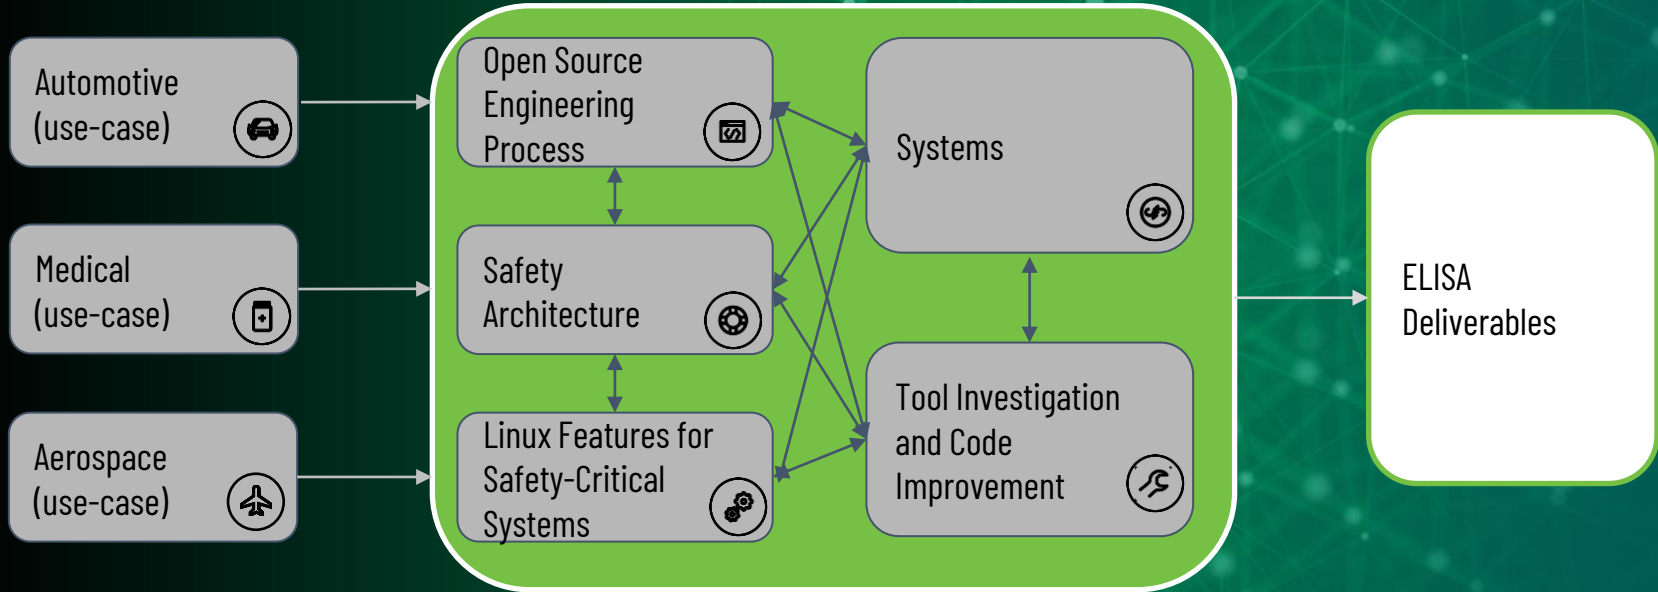 Automotive
(use-case)
Medical
(use-case)
Aerospace
(use-case)
Open Source
Engineering
Process
Safety
Architecture
Linux Features for
Safety-Critical
Systems
Systems
Tool Investigation
and Code
Improvement
ELISA
Deliverables